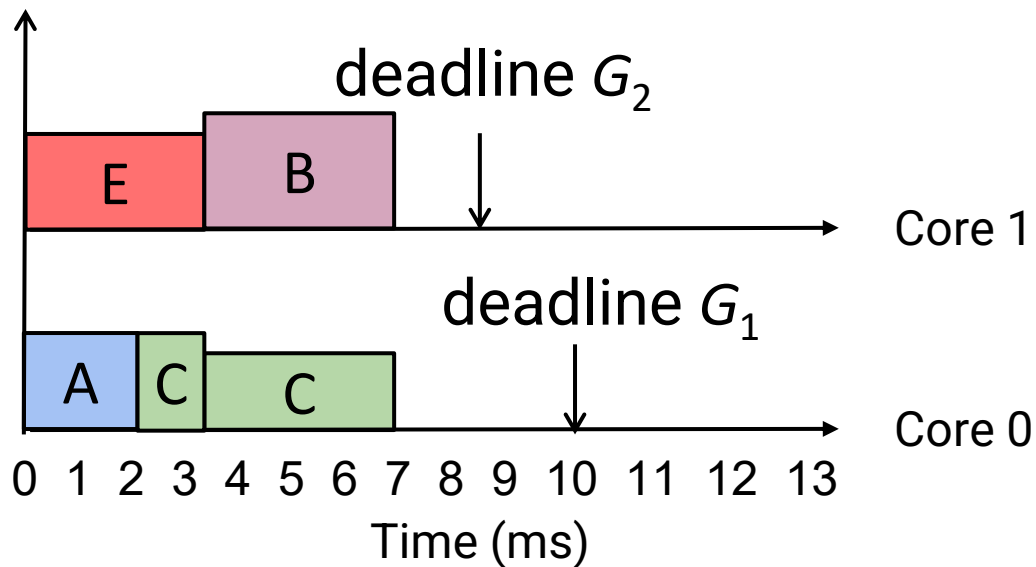 deadline G₂
E
B
Core 1
deadline G₁
A
C
C
Core 0
0 1 2 3 4 5 6 7 8 9 10 11 12 13
Time (ms)